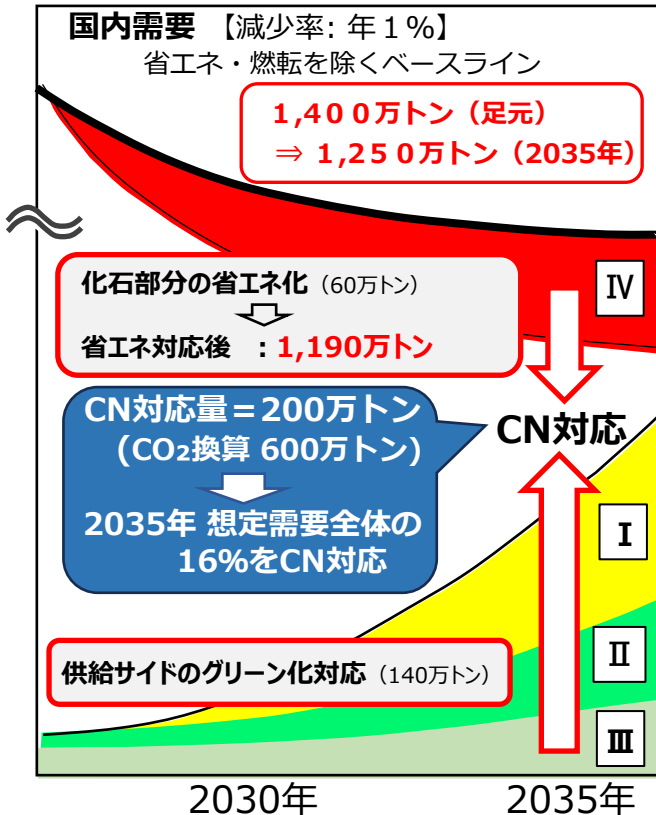 国内需要 【減少率: 年１％】
省エネ・燃転を除くベースライン
1,４００万トン（足元）
⇒ 1,２５０万トン（2035年）
化石部分の省エネ化（60万トン）
省エネ対応後 ：1,190万トン
Ⅳ
CN対応量＝200万トン
(CO₂換算 600万トン)
2035年 想定需要全体の
16%をCN対応
CN対応
Ⅰ
供給サイドのグリーン化対応（140万トン）
Ⅱ
Ⅲ
2030年
2035年